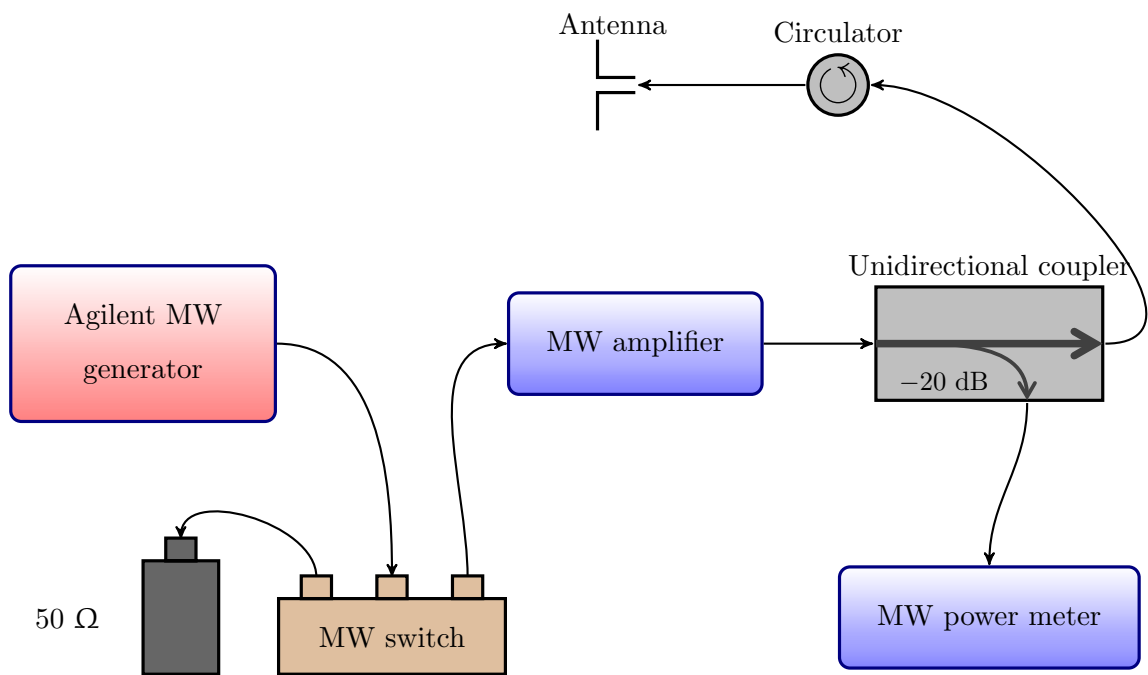 Antenna
Circulator
Unidirectional coupler
Agilent MW
generator
MW amplifier
−20 dB
50 Ω
MW switch
MW power meter